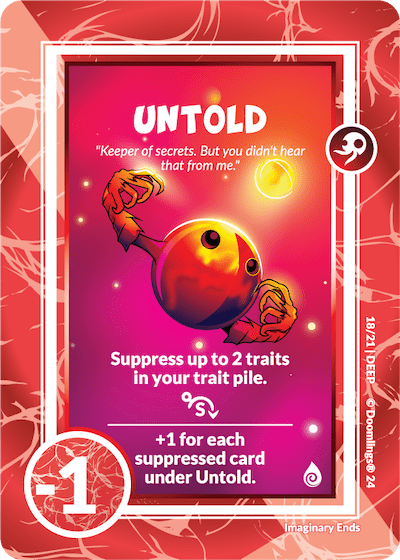 UNTOLD
"Keeper of secrets. But you didn't hear
that from me."
Suppress up to 2 traits
in your trait pile.
S
+1 for each
suppressed card
under Untold.
-1
18/21 | DEEP © Doomlings® 24
Imaginary Ends